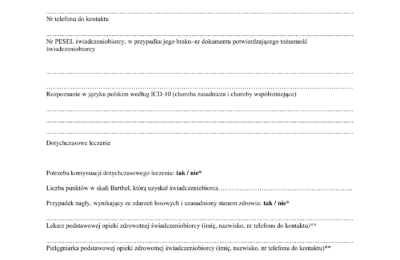 Nr telefonu do kontaktu
Nr PESEL świadczeniobiorcy, w przypadku jego braku–nr dokumentu potwierdzającego tożsamość
świadczeniobiorcy
Rozpoznanie w języku polskim według ICD-10 (choroba zasadnicza i choroby współistniejące)
Dotychczasowe leczenie
Potrzeba kontynuacji dotychczasowego leczenia: tak / nie*
Liczba punktów w skali Barthel, którą uzyskał świadczeniobiorca……………………………………………
Przypadek nagły, wynikający ze zdarzeń losowych i uzasadniony stanem zdrowia: tak / nie*
Lekarz podstawowej opieki zdrowotnej świadczeniobiorcy (imię, nazwisko, nr telefonu do kontaktu)**
Pielęgniarka podstawowej opieki zdrowotnej świadczeniobiorcy (imię, nazwisko, nr telefonu do kontaktu)**